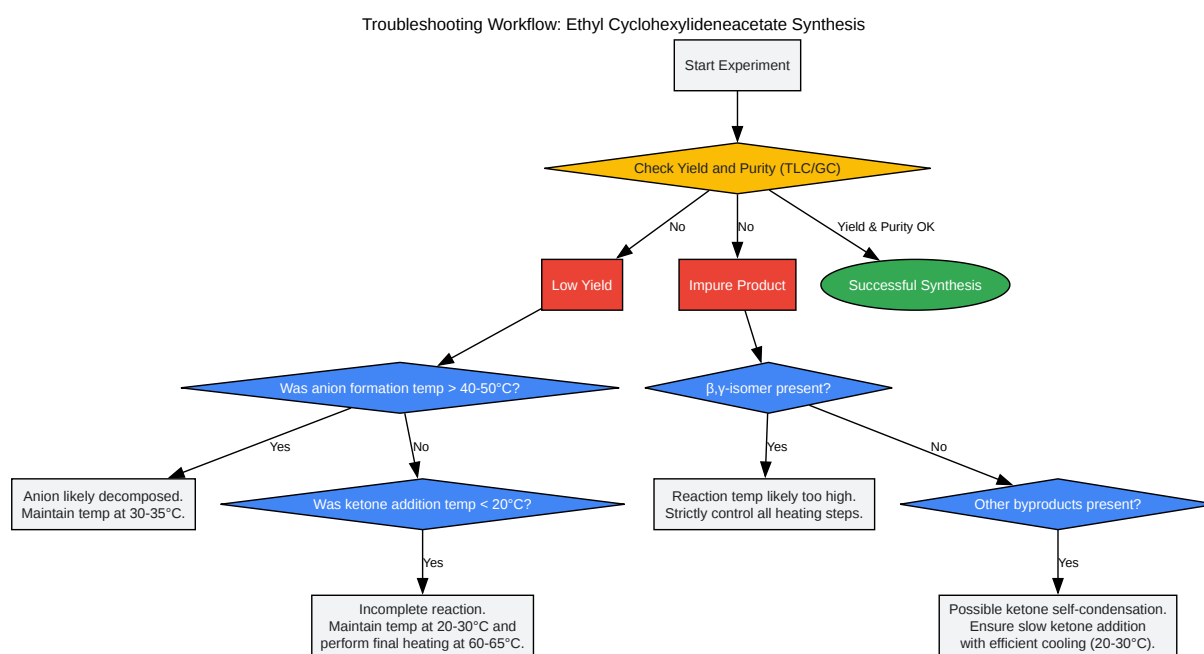 Troubleshooting Workflow: Ethyl Cyclohexylideneacetate Synthesis
Start Experiment
Check Yield and Purity (TLC/GC)
No
No
Yield & Purity OK
Low Yield
Impure Product
Successful Synthesis
Was anion formation temp > 40-50°C?
β,γ-isomer present?
Yes
No
Yes
No
Anion likely decomposed.
Maintain temp at 30-35°C.
Was ketone addition temp < 20°C?
Reaction temp likely too high.
Strictly control all heating steps.
Other byproducts present?
Yes
Yes
Incomplete reaction.
Maintain temp at 20-30°C and
perform final heating at 60-65°C.
Possible ketone self-condensation.
Ensure slow ketone addition
with efficient cooling (20-30°C).